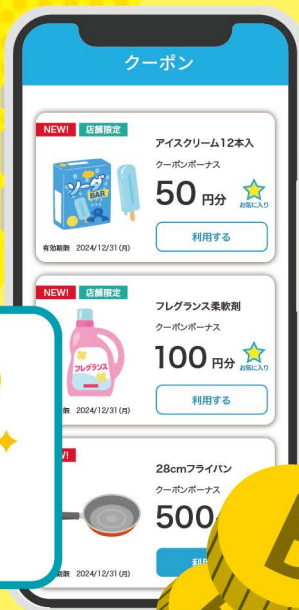 クーポン
NEW! 店舗限定
アイスクリーム12本入
クーポンボーナス
50 円分
お気に入り
ソーダ
BAR
利用する
有効期限 2024/12/31(月)
NEW! 店舗限定
フレグランス柔軟剤
クーポンボーナス
100 円分
お気に入り
フレグランス
利用する
限 2024/12/31(月)
28cmフライパン
クーポンボーナス
500
利
限 2024/12/31(月)